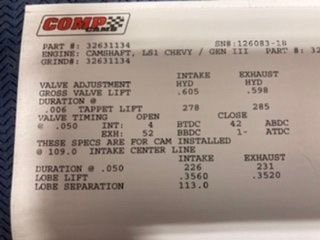 COMP
CAMS
PART #: 32631134 SN#:126083-18
ENGINE: CAMSHAFT, LS1 CHEVY / GEN III PART #: 32
GRIND#: 32631134
INTAKE EXHAUST
VALVE ADJUSTMENT HYD HYD
GROSS VALVE LIFT .605 .598
DURATION @
.006 TAPPET LIFT 278 285
VALVE TIMING OPEN CLOSE
@ .050 INT: 4 BTDC 42 ABDC
EXH: 52 BBDC 1- ATDC
THESE SPECS ARE FOR CAM INSTALLED
@ 109.0 INTAKE CENTER LINE
INTAKE EXHAUST
DURATION @ .050 226 231
LOBE LIFT .3560 .3520
LOBE SEPARATION 113.0